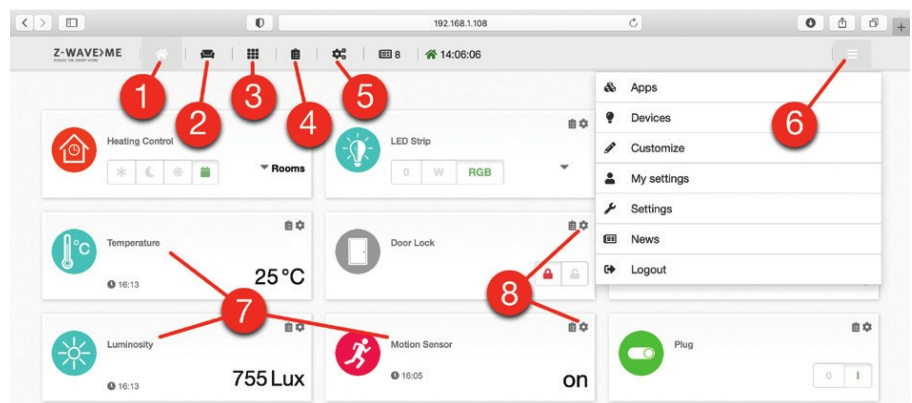 192.168.1.108
Z-WAVE>ME
8
14:06:06
1
2
3
4
5
6
Apps
Devices
Customize
My settings
Settings
News
Logout
Heating Control
Rooms
LED Strip
0 W RGB
Temperature
°C
16:13
25 °C
Door Lock
7
8
Luminosity
16:13
755 Lux
Motion Sensor
16:05
on
Plug
0 I